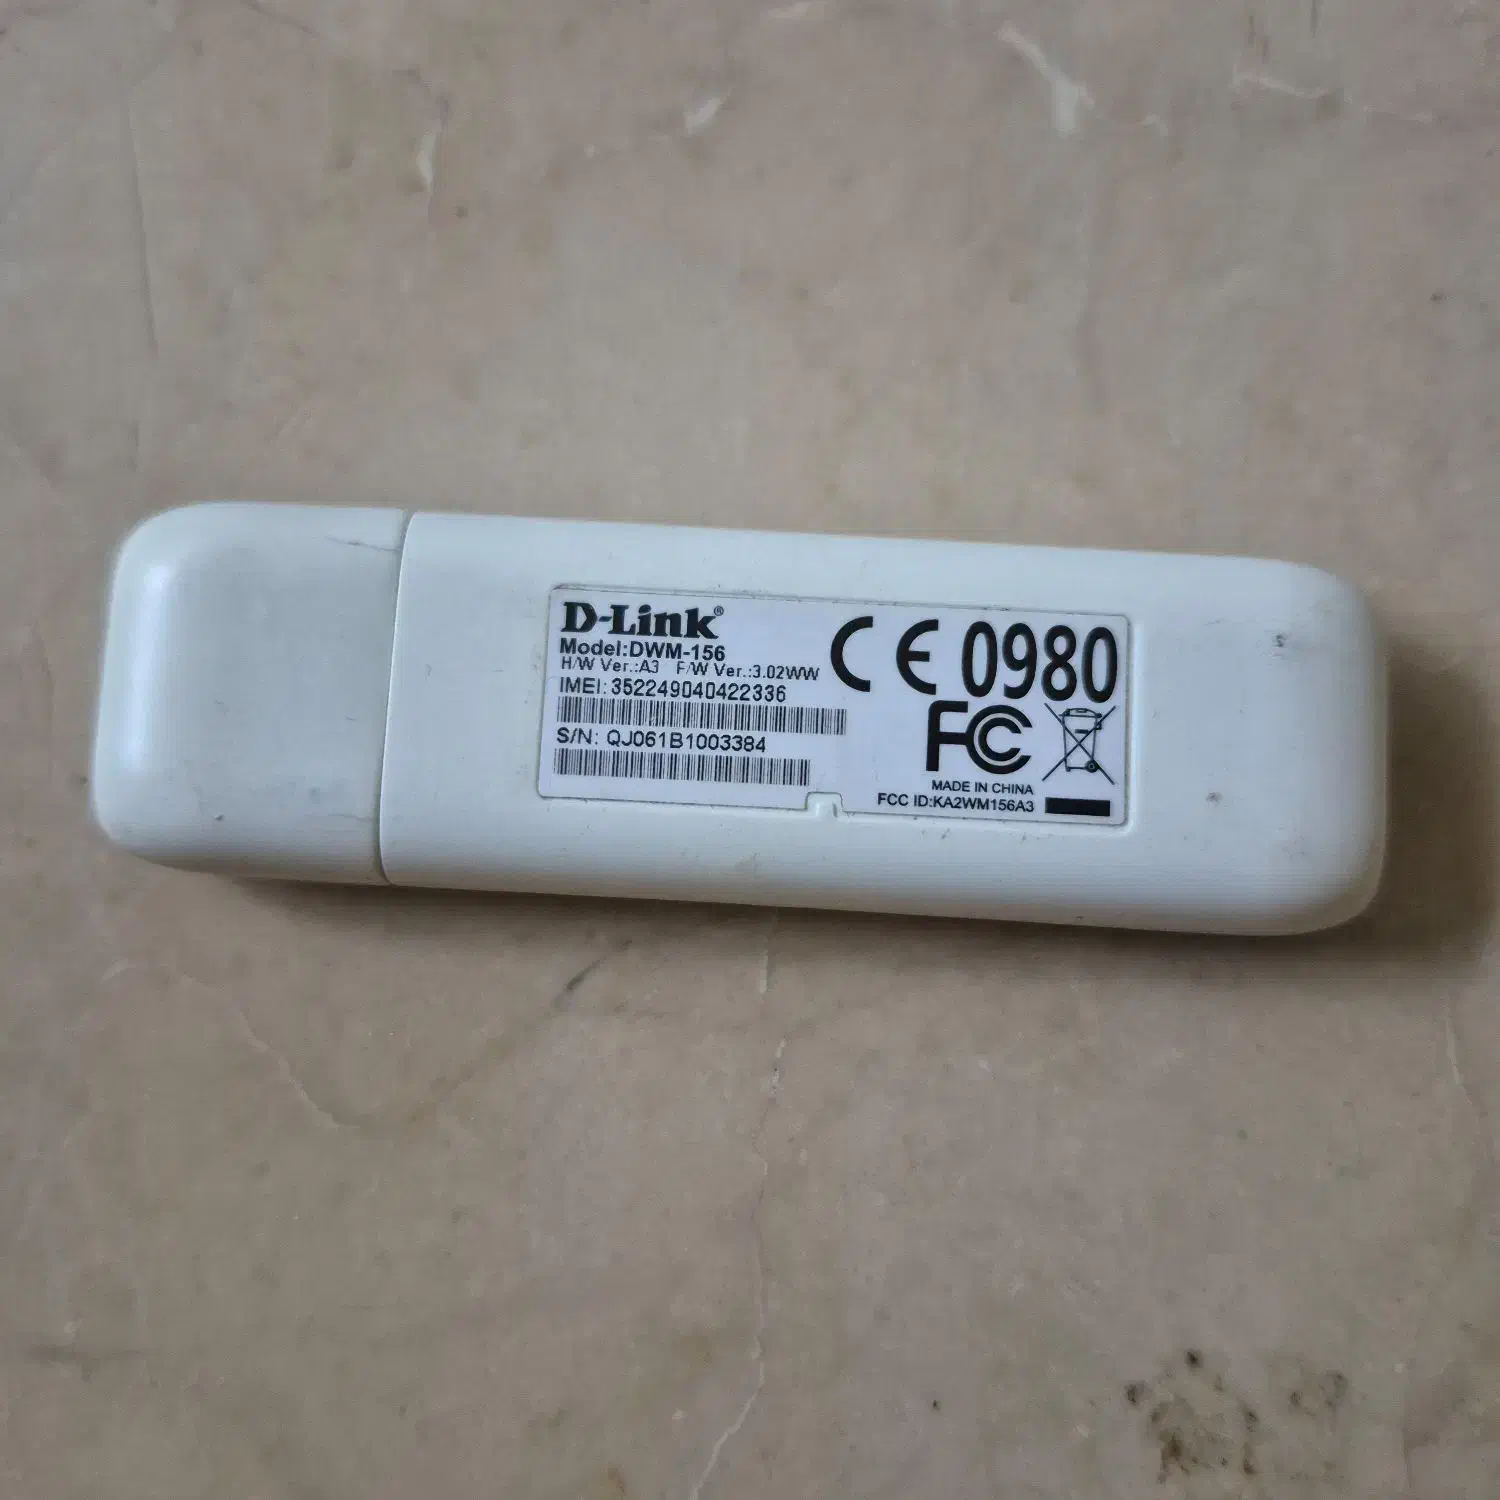 D-Link®
Model:DWM-156
H/W Ver.:A3 F/W Ver.:3.02WW
IMEI: 352249040422336
S/N: QJ061B1003384
CE 0980
FC
MADE IN CHINA
FCC ID:KA2WM156A3